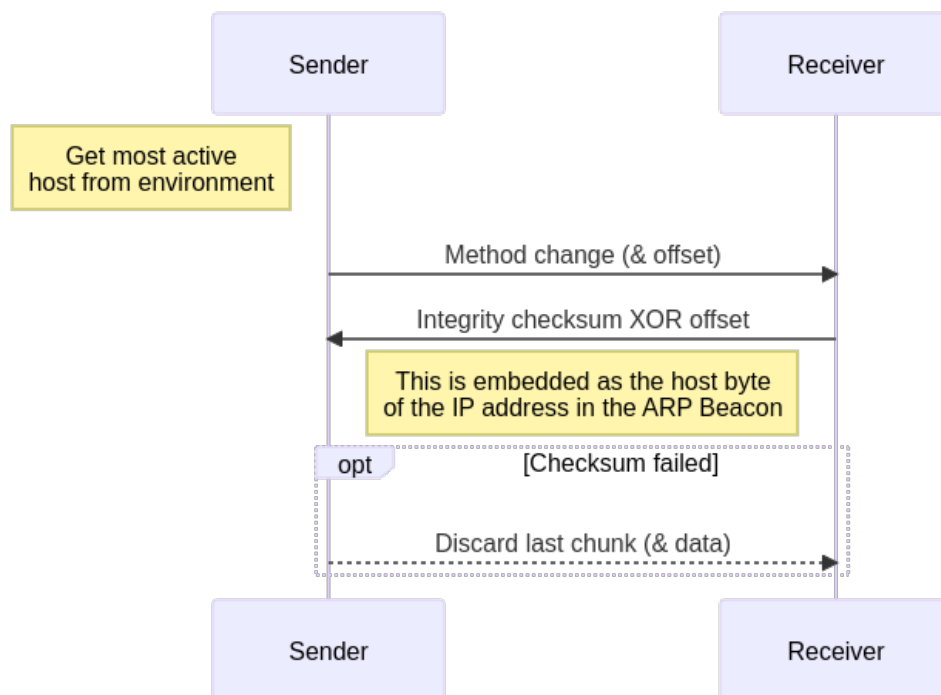 Sender
Receiver
Get most active
host from environment
Method change (& offset)
Integrity checksum XOR offset
This is embedded as the host byte
of the IP address in the ARP Beacon
opt
[Checksum failed]
Discard last chunk (& data)
Sender
Receiver